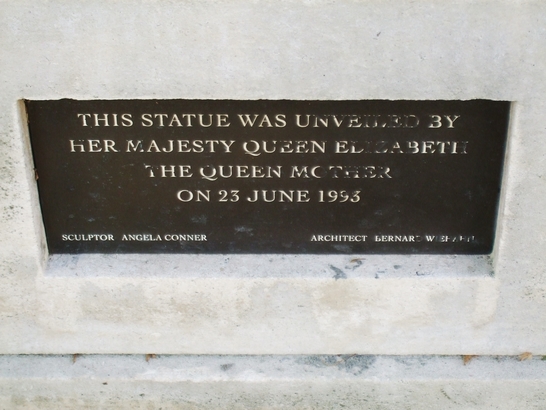 THIS STATUE WAS UNVEILED BY
HER MAJESTY QUEEN ELIZABETH
THE QUEEN MOTHER
ON 23 JUNE 1993
SCULPTOR ANGELA CONNER
ARCHITECT BERNARD